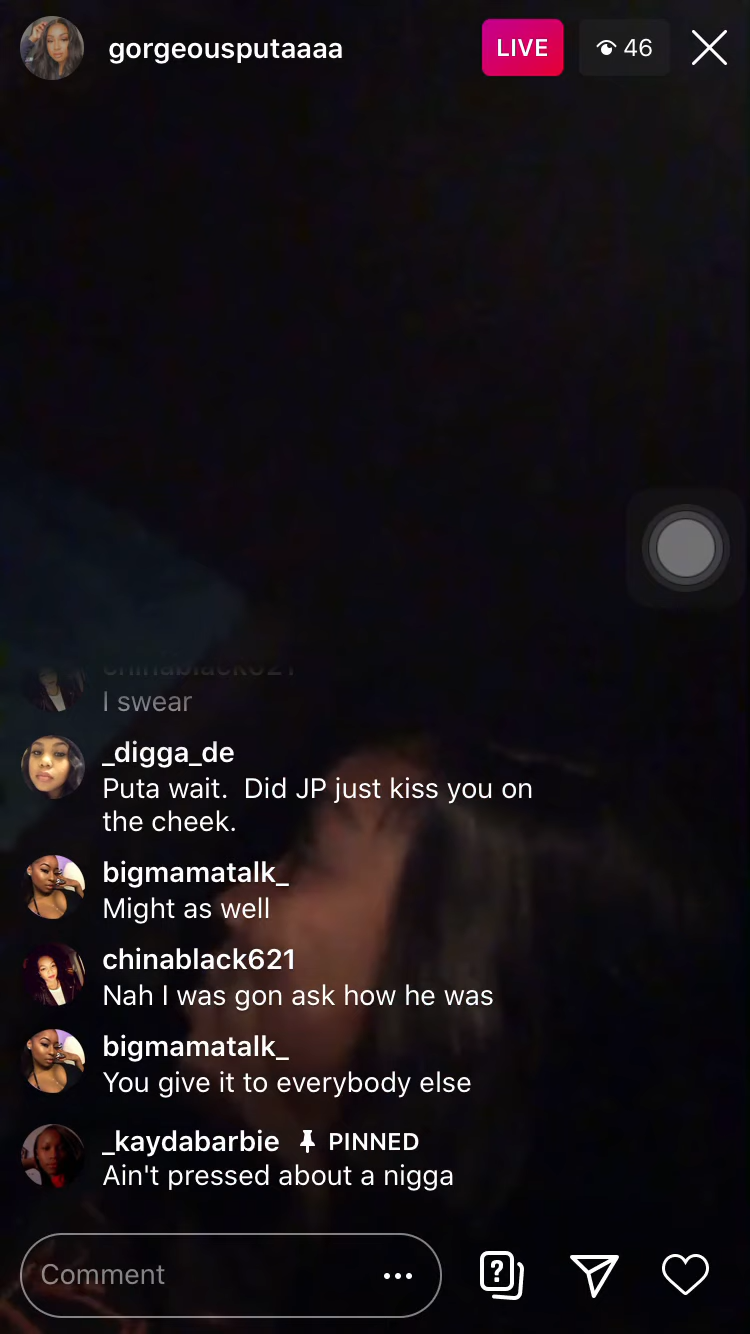 gorgeousputaaaa
LIVE
46
chinablack621
I swear
_digga_de
Puta wait.  Did JP just kiss you on
the cheek.
bigmamatalk_
Might as well
chinablack621
Nah I was gon ask how he was
bigmamatalk_
You give it to everybody else
_kaydabarbie PINNED
Ain't pressed about a nigga
Comment